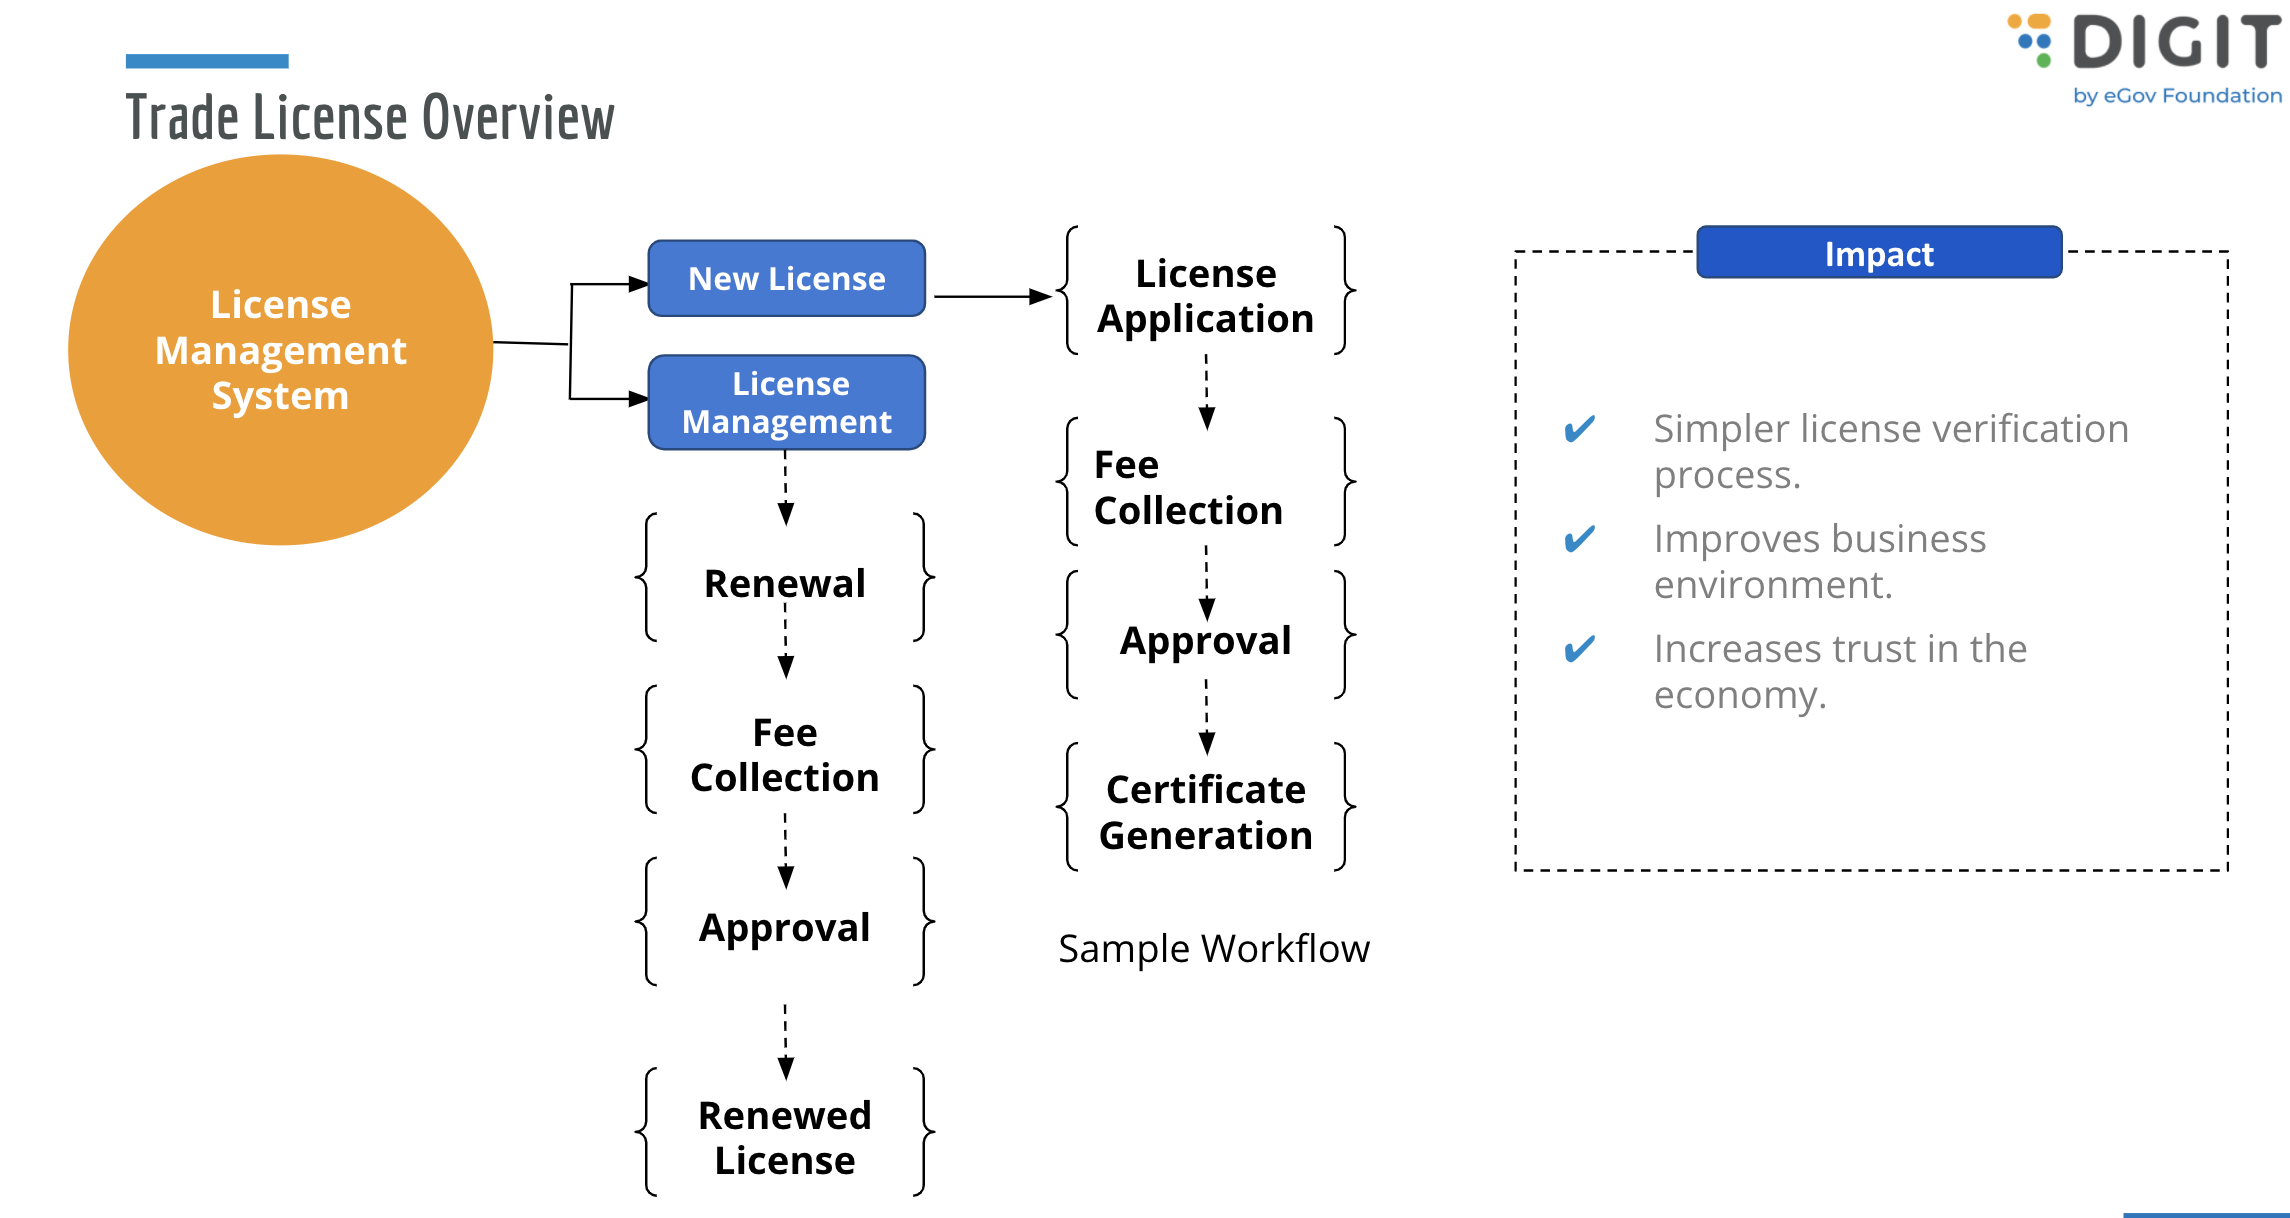 DIGIT
by eGov Foundation
Trade License Overview
License
Management
System
New License
License
Management
Renewal
Fee
Collection
Approval
Renewed
License
License
Application
Fee
Collection
Approval
Certificate
Generation
Sample Workflow
Impact
✔ Simpler license verification
process.
✔ Improves business
environment.
✔ Increases trust in the
economy.